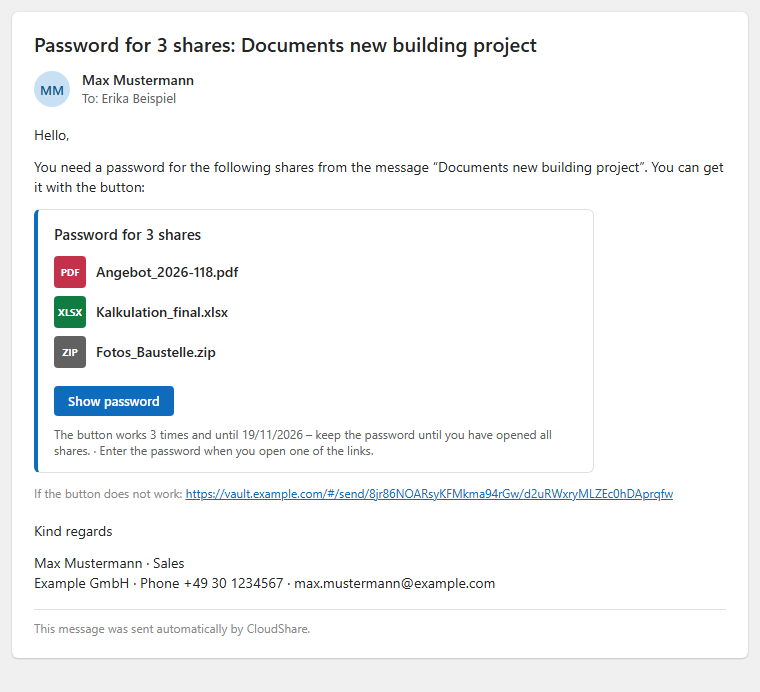 Password for 3 shares: Documents new building project
MM
Max Mustermann
To: Erika Beispiel
Hello,
You need a password for the following shares from the message “Documents new building project”. You can get
it with the button:
Password for 3 shares
PDF
Angebot_2026-118.pdf
XLSX
Kalkulation_final.xlsx
ZIP
Fotos_Baustelle.zip
Show password
The button works 3 times and until 19/11/2026 – keep the password until you have opened all
shares. · Enter the password when you open one of the links.
If the button does not work: https://vault.example.com/#/send/8jr86NOARsyKFMkma94rGw/d2uRWxryMLZEc0hDAprqfw
Kind regards
Max Mustermann · Sales
Example GmbH · Phone +49 30 1234567 · max.mustermann@example.com
This message was sent automatically by CloudShare.